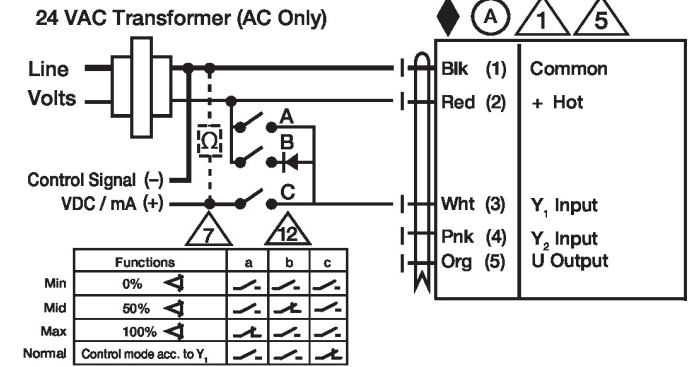 24 VAC Transformer (AC Only)
A 1 5
Line
Volts
Blk (1) Common
Red (2) + Hot
A
Ω
B
Control Signal (–)
VDC / mA (+)
C
Wht (3) Y1 Input
Pnk (4) Y2 Input
Org (5) U Output
7 12
Functions a b c
Min 0%
Mid 50%
Max 100%
Normal Control mode acc. to Y1